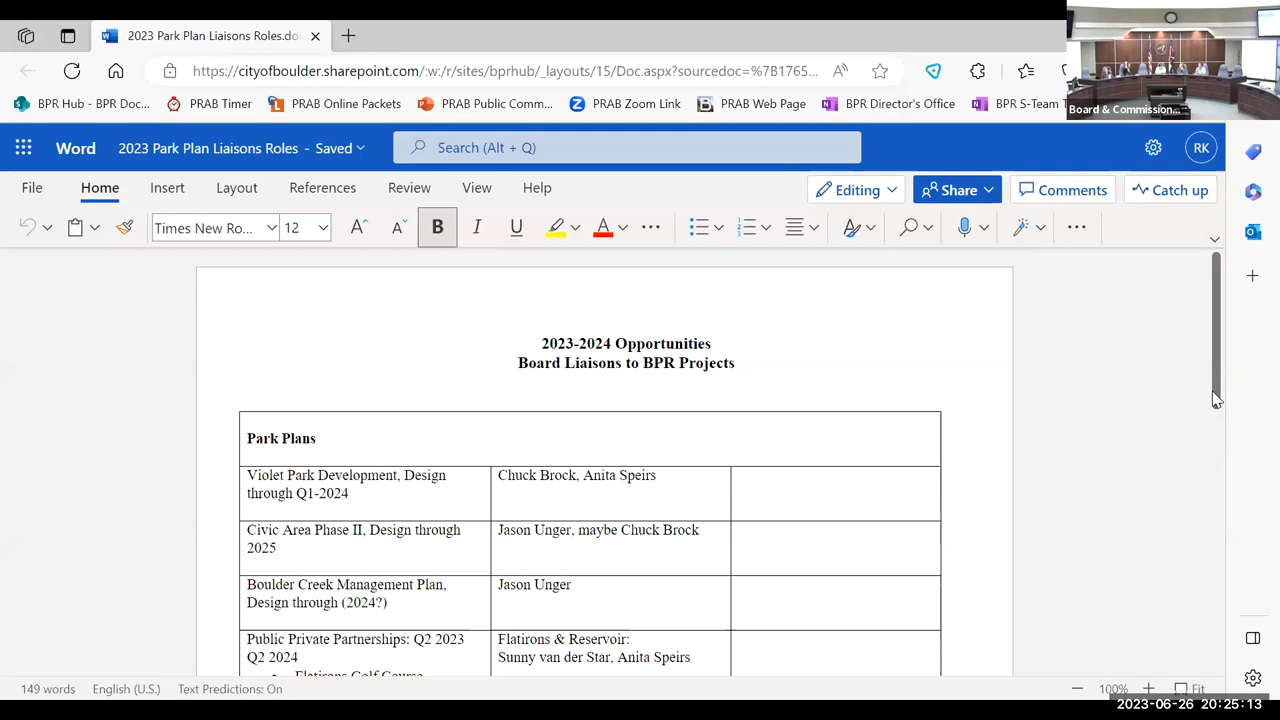 2023 Park Plan Liaisons Roles.do
https://cityofboulder.sharepoint.com/:w:/r/sites/bprhub/_layouts/15/Doc.aspx?sourcedoc=%7B1765...
BPR Hub - BPR Doc...
PRAB Timer
PRAB Online Packets
PRAB Public Comm...
PRAB Zoom Link
PRAB Web Page
BPR Director's Office
BPR S-Team
Board & Commission...
Word
2023 Park Plan Liaisons Roles - Saved
Search (Alt + Q)
RK
File
Home
Insert
Layout
References
Review
View
Help
Editing
Share
Comments
Catch up
Times New Ro...
12
2023-2024 Opportunities
Board Liaisons to BPR Projects
Park Plans
Violet Park Development, Design
through Q1-2024
Chuck Brock, Anita Speirs
Civic Area Phase II, Design through
2025
Jason Unger, maybe Chuck Brock
Boulder Creek Management Plan,
Design through (2024?)
Jason Unger
Public Private Partnerships: Q2 2023
Q2 2024
Flatirons & Reservoir:
Sunny van der Star, Anita Speirs
Flatirons Golf Course
149 words
English (U.S.)
Text Predictions: On
100%
Fit
2023-06-26 20:25:13